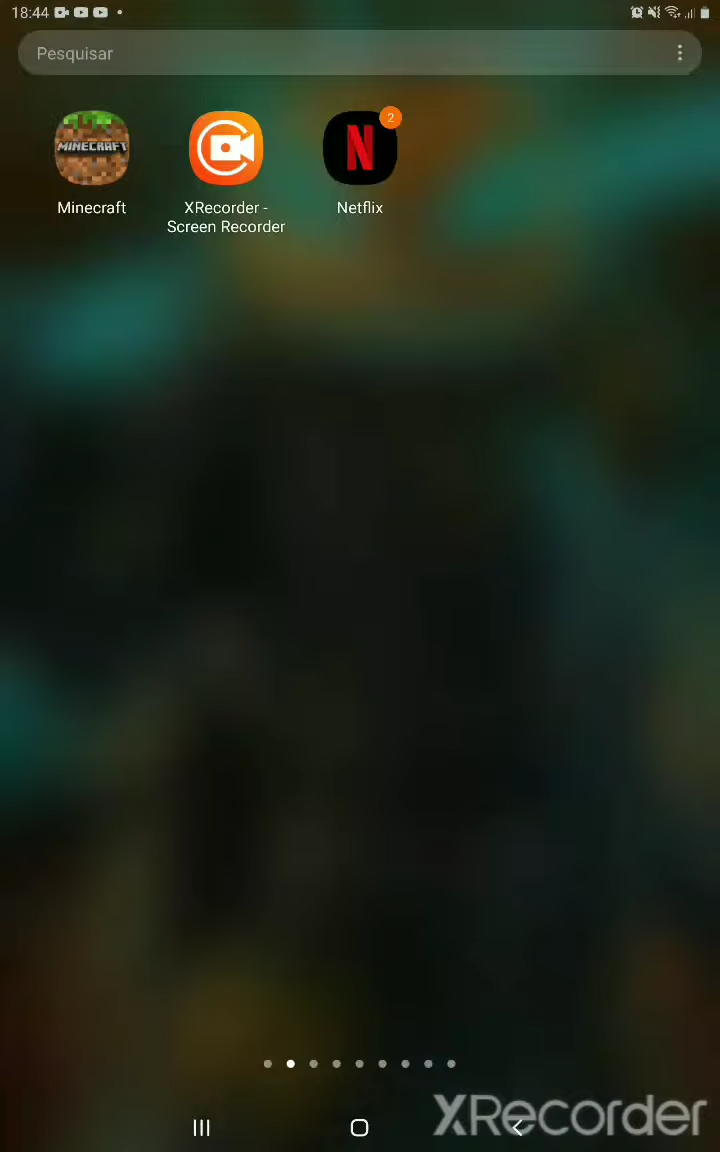 18:44
Pesquisar
MINECRAFT
N
2
Minecraft
XRecorder -
Screen Recorder
Netflix
XRecorder